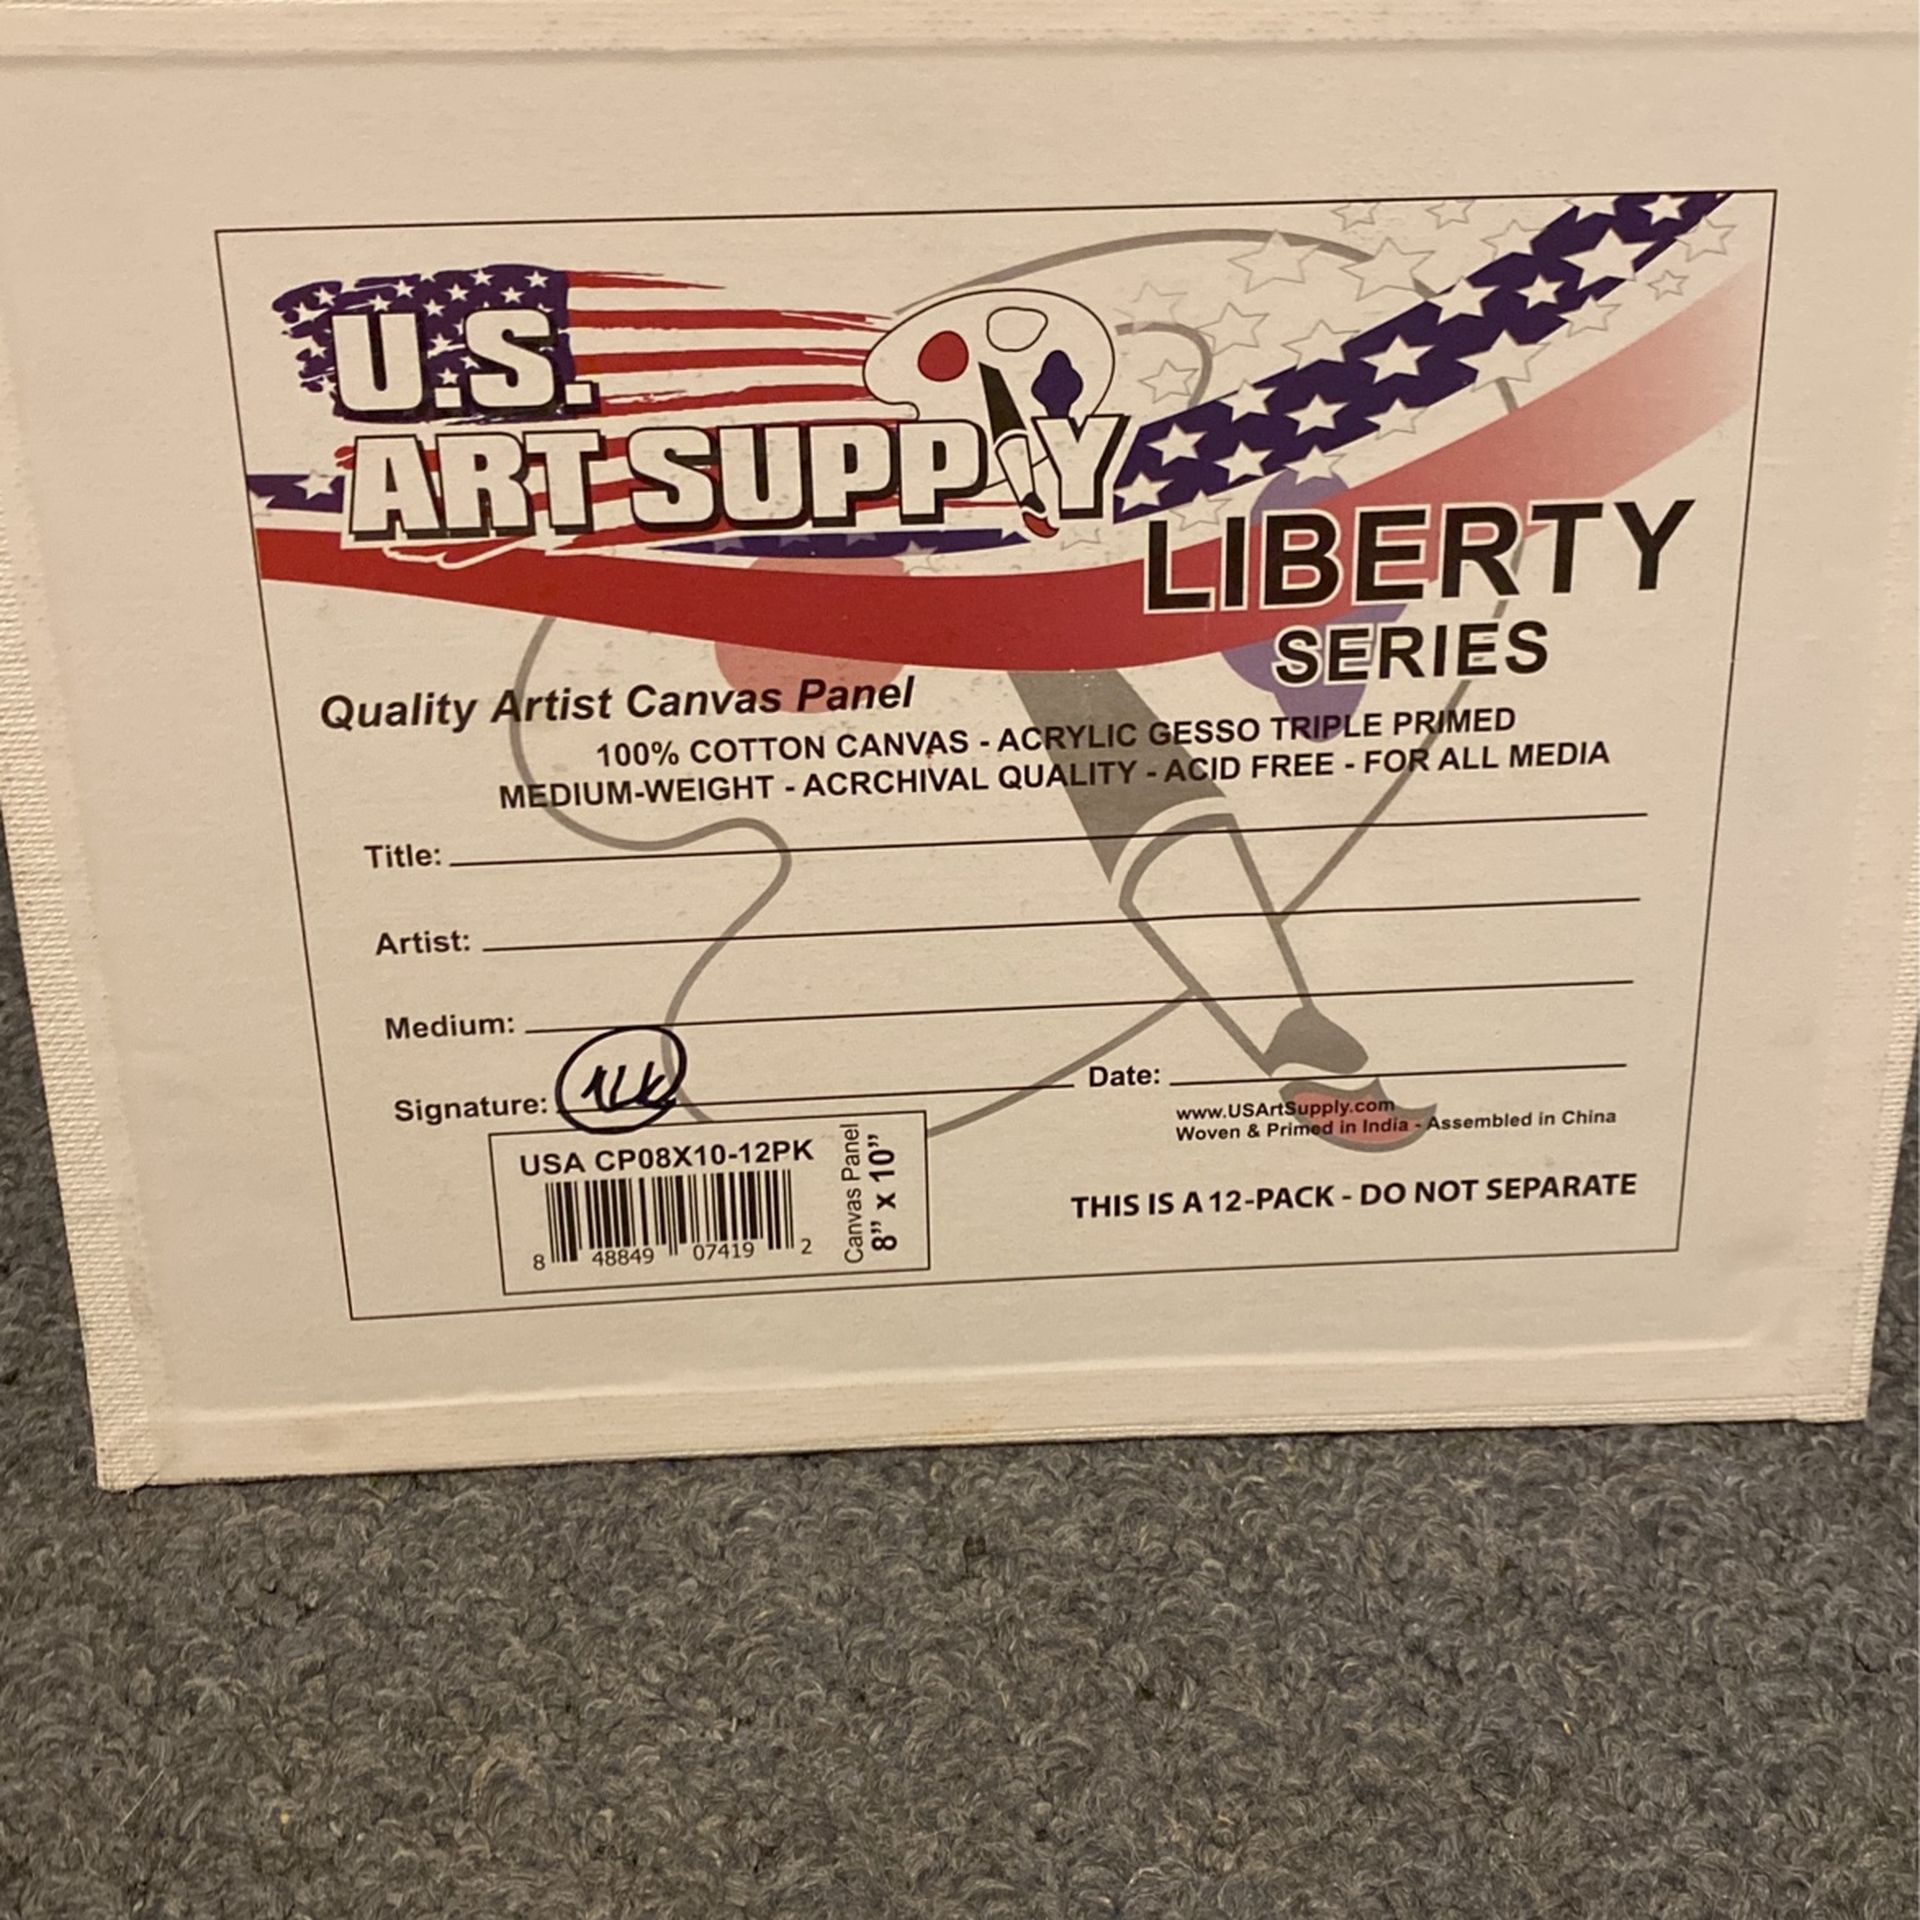 U.S.
ART SUPPLY
LIBERTY
SERIES
Quality Artist Canvas Panel
100% COTTON CANVAS - ACRYLIC GESSO TRIPLE PRIMED
MEDIUM-WEIGHT - ACRCHIVAL QUALITY - ACID FREE - FOR ALL MEDIA
Title:
Artist:
Medium:
Signature: Date:
www.USArtSupply.com
Woven & Primed in India - Assembled in China
USA CP08X10-12PK
8 48849 07419 2
Canvas Panel
8” x 10”
THIS IS A 12-PACK - DO NOT SEPARATE